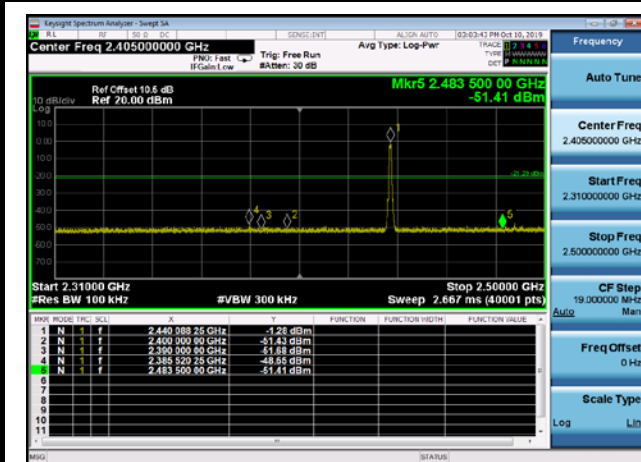 Keysight Spectrum Analyzer - Swept SA
RL RF 50 Ω DC SENSE:INT ALIGN AUTO 03:03:43 PM Oct 10, 2019
Center Freq 2.405000000 GHz
PNO: Fast
IFGain:Low
Trig: Free Run
#Atten: 30 dB
Avg Type: Log-Pwr
TRACE 1 2 3 4 5 6
TYPE M
DET P N N N N N
Ref Offset 10.6 dB
Ref 20.00 dBm
10 dB/div
Log
Mkr5 2.483 500 00 GHz
-51.41 dBm
10.0
0.00
-10.0
-20.0
-30.0
-40.0
-50.0
-60.0
-70.0
1
-21.28 dBm
4
3
2
5
Start 2.31000 GHz
Stop 2.50000 GHz
#Res BW 100 kHz
#VBW 300 kHz
Sweep 2.667 ms (40001 pts)
MKR MODE TRC SCL X Y FUNCTION FUNCTION WIDTH FUNCTION VALUE
1 N 1 f 2.440 088 25 GHz -1.28 dBm
2 N 1 f 2.400 000 00 GHz -51.43 dBm
3 N 1 f 2.390 000 00 GHz -51.68 dBm
4 N 1 f 2.385 520 25 GHz -48.66 dBm
5 N 1 f 2.483 500 00 GHz -51.41 dBm
6
7
8
9
10
11
MSG
STATUS
Frequency
Auto Tune
Center Freq
2.405000000 GHz
Start Freq
2.310000000 GHz
Stop Freq
2.500000000 GHz
CF Step
19.000000 MHz
Auto Man
Freq Offset
0 Hz
Scale Type
Log Lin